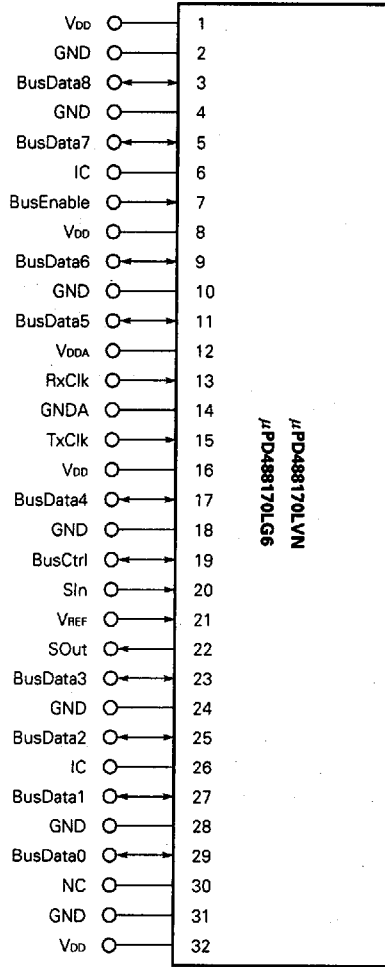 VDD 1
GND 2
BusData8 3
GND 4
BusData7 5
IC 6
BusEnable 7
VDD 8
BusData6 9
GND 10
BusData5 11
VDDA 12
RxClk 13
GNDA 14
TxClk 15
VDD 16
BusData4 17
GND 18
BusCtrl 19
SIn 20
VREF 21
SOut 22
BusData3 23
GND 24
BusData2 25
IC 26
BusData1 27
GND 28
BusData0 29
NC 30
GND 31
VDD 32
μPD488170LVN
μPD488170LG6